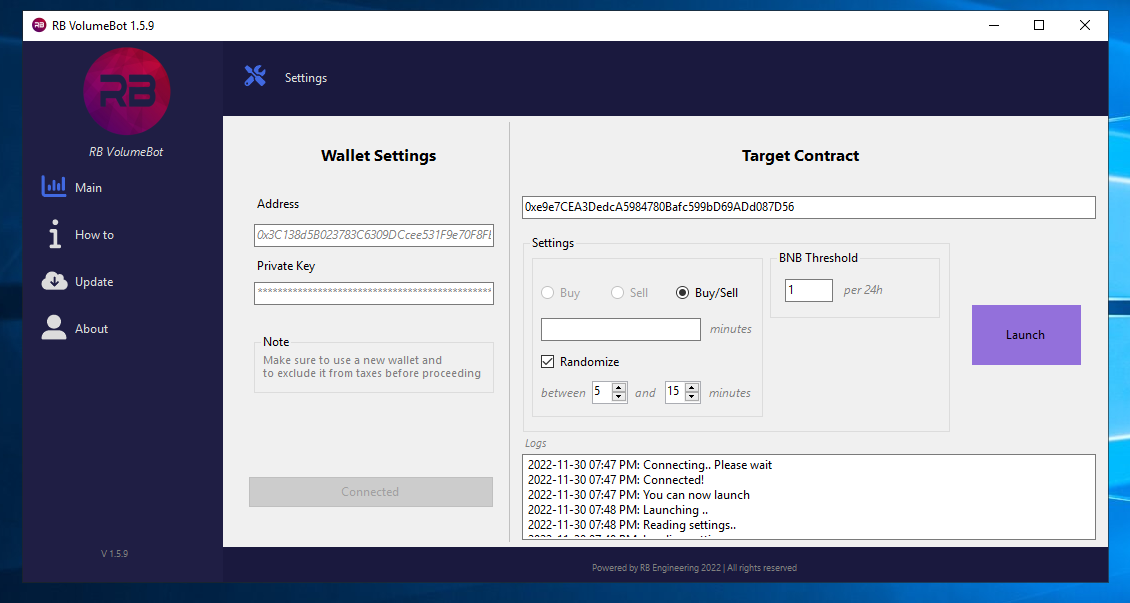 RB VolumeBot 1.5.9
RB
RB VolumeBot
Main
How to
Update
About
V 1.5.9
Settings
Wallet Settings
Address
0x3C138d5B023783C6309DCcee531F9e70F8FE
Private Key
************************************************
Note
Make sure to use a new wallet and
to exclude it from taxes before proceeding
Connected
Target Contract
0xe9e7CEA3DedcA5984780Bafc599bD69ADd087D56
Settings
Buy Sell Buy/Sell
minutes
Randomize
between 5 and 15 minutes
BNB Threshold
1 per 24h
Launch
Logs
2022-11-30 07:47 PM: Connecting.. Please wait
2022-11-30 07:47 PM: Connected!
2022-11-30 07:47 PM: You can now launch
2022-11-30 07:48 PM: Launching ..
2022-11-30 07:48 PM: Reading settings..
Powered by RB Engineering 2022 | All rights reserved